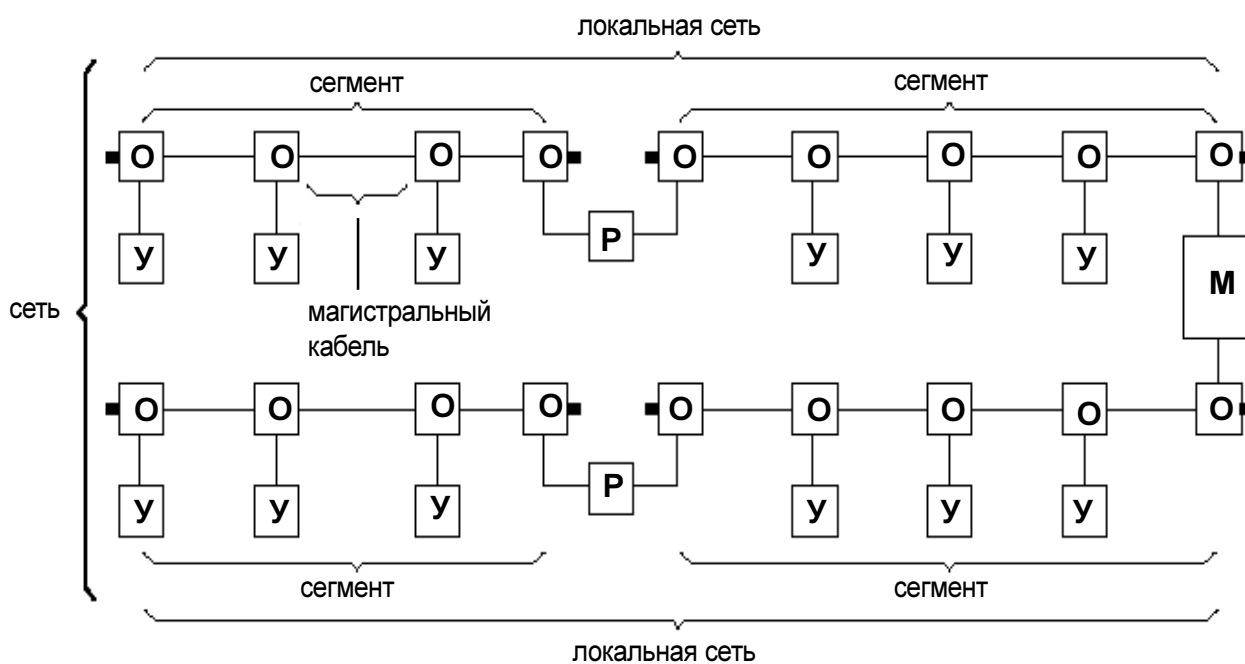 локальная сеть
сегмент сегмент
О О О О О О О О О
У У У Р У У У М
сеть
магистральный
кабель
О О О О О О О О О
У У У Р У У У
сегмент сегмент
локальная сеть